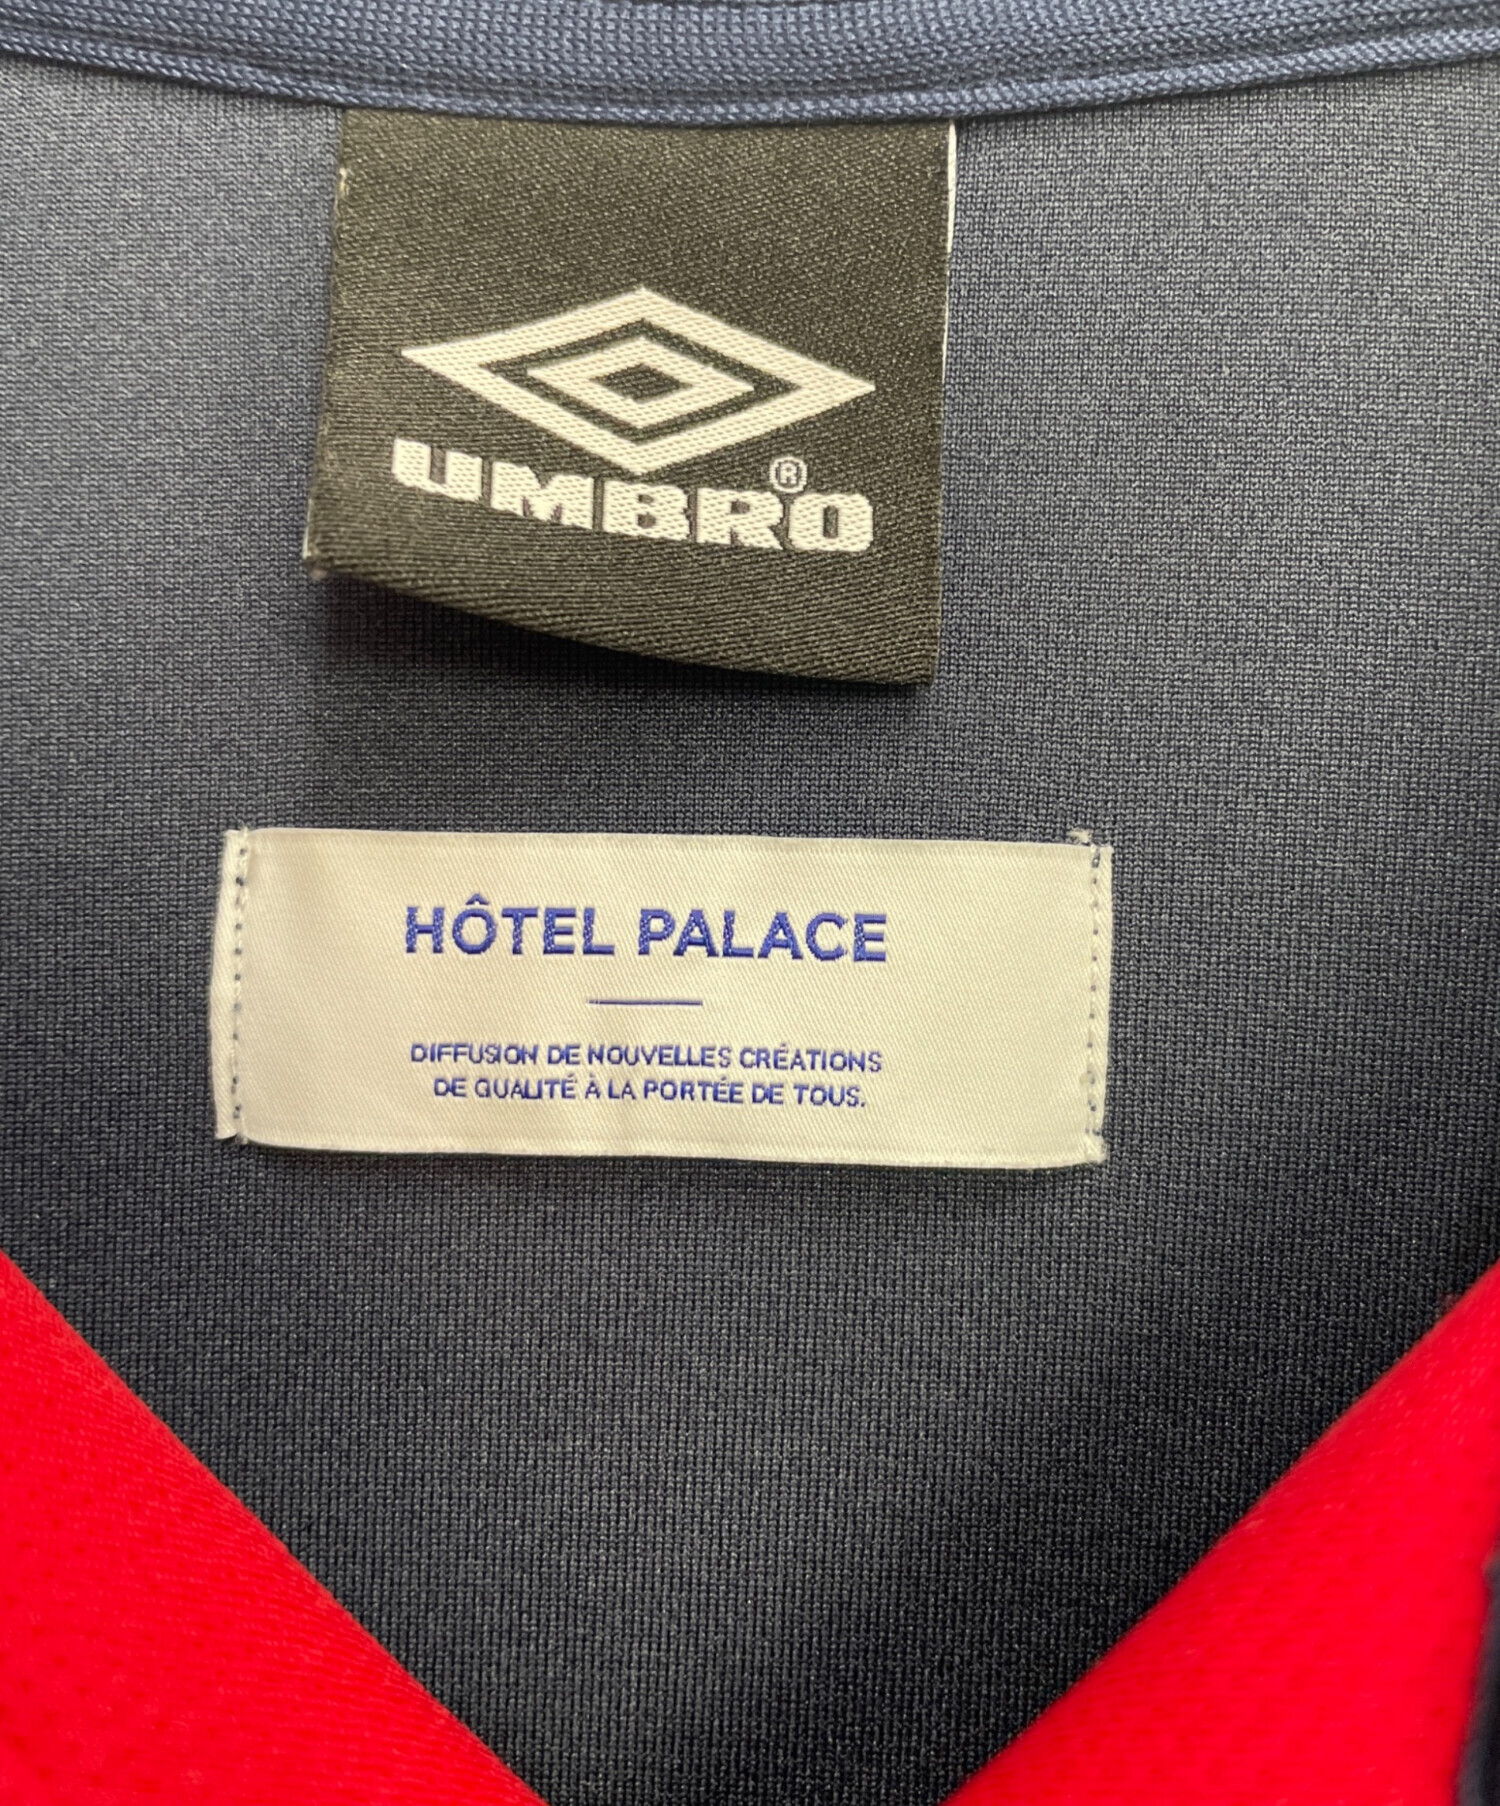 UMBRO®
HÔTEL PALACE
DIFFUSION DE NOUVELLES CRÉATIONS
DE QUALITÉ À LA PORTÉE DE TOUS.